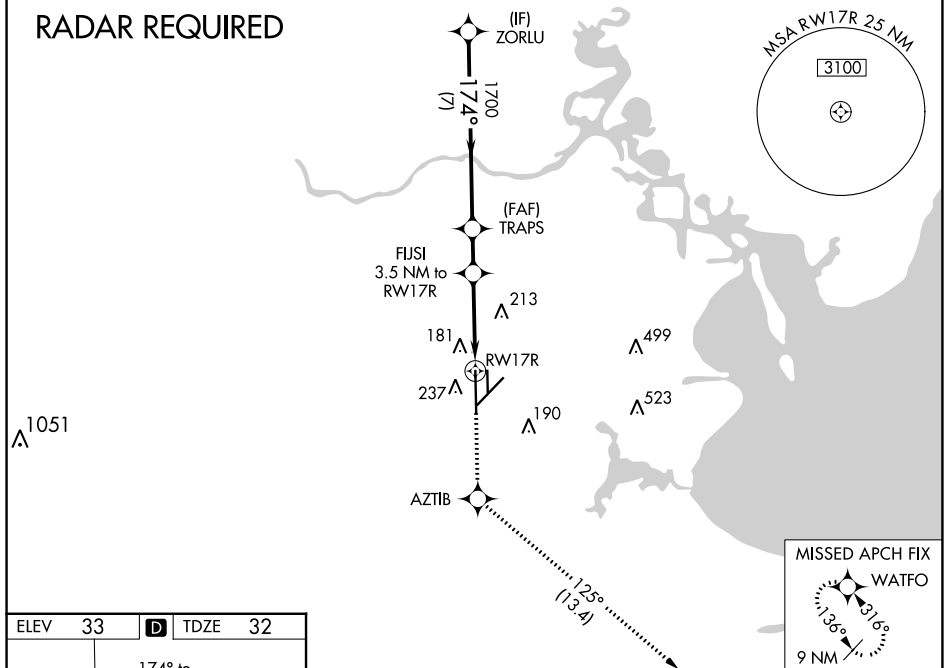 RADAR REQUIRED
(IF)
ZORLU
MSA RW17R 25 NM
3100
1700
174°
(7)
(FAF)
TRAPS
FIJSI
3.5 NM to
RW17R
213
181
499
RW17R
237
523
190
1051
AZTIB
125°
(13.4)
MISSED APCH FIX
WATFO
316°
136°
9 NM
ELEV 33 D TDZE 32
174° to